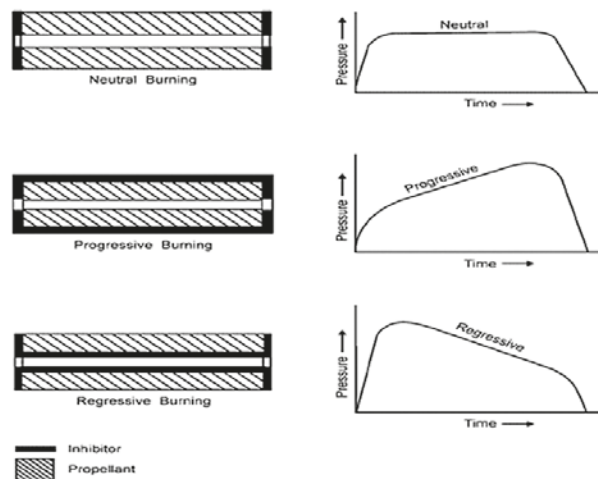 Neutral Burning
Pressure
Neutral
Time
Progressive Burning
Pressure
Progressive
Time
Regressive Burning
Pressure
Regressive
Time
Inhibitor
Propellant